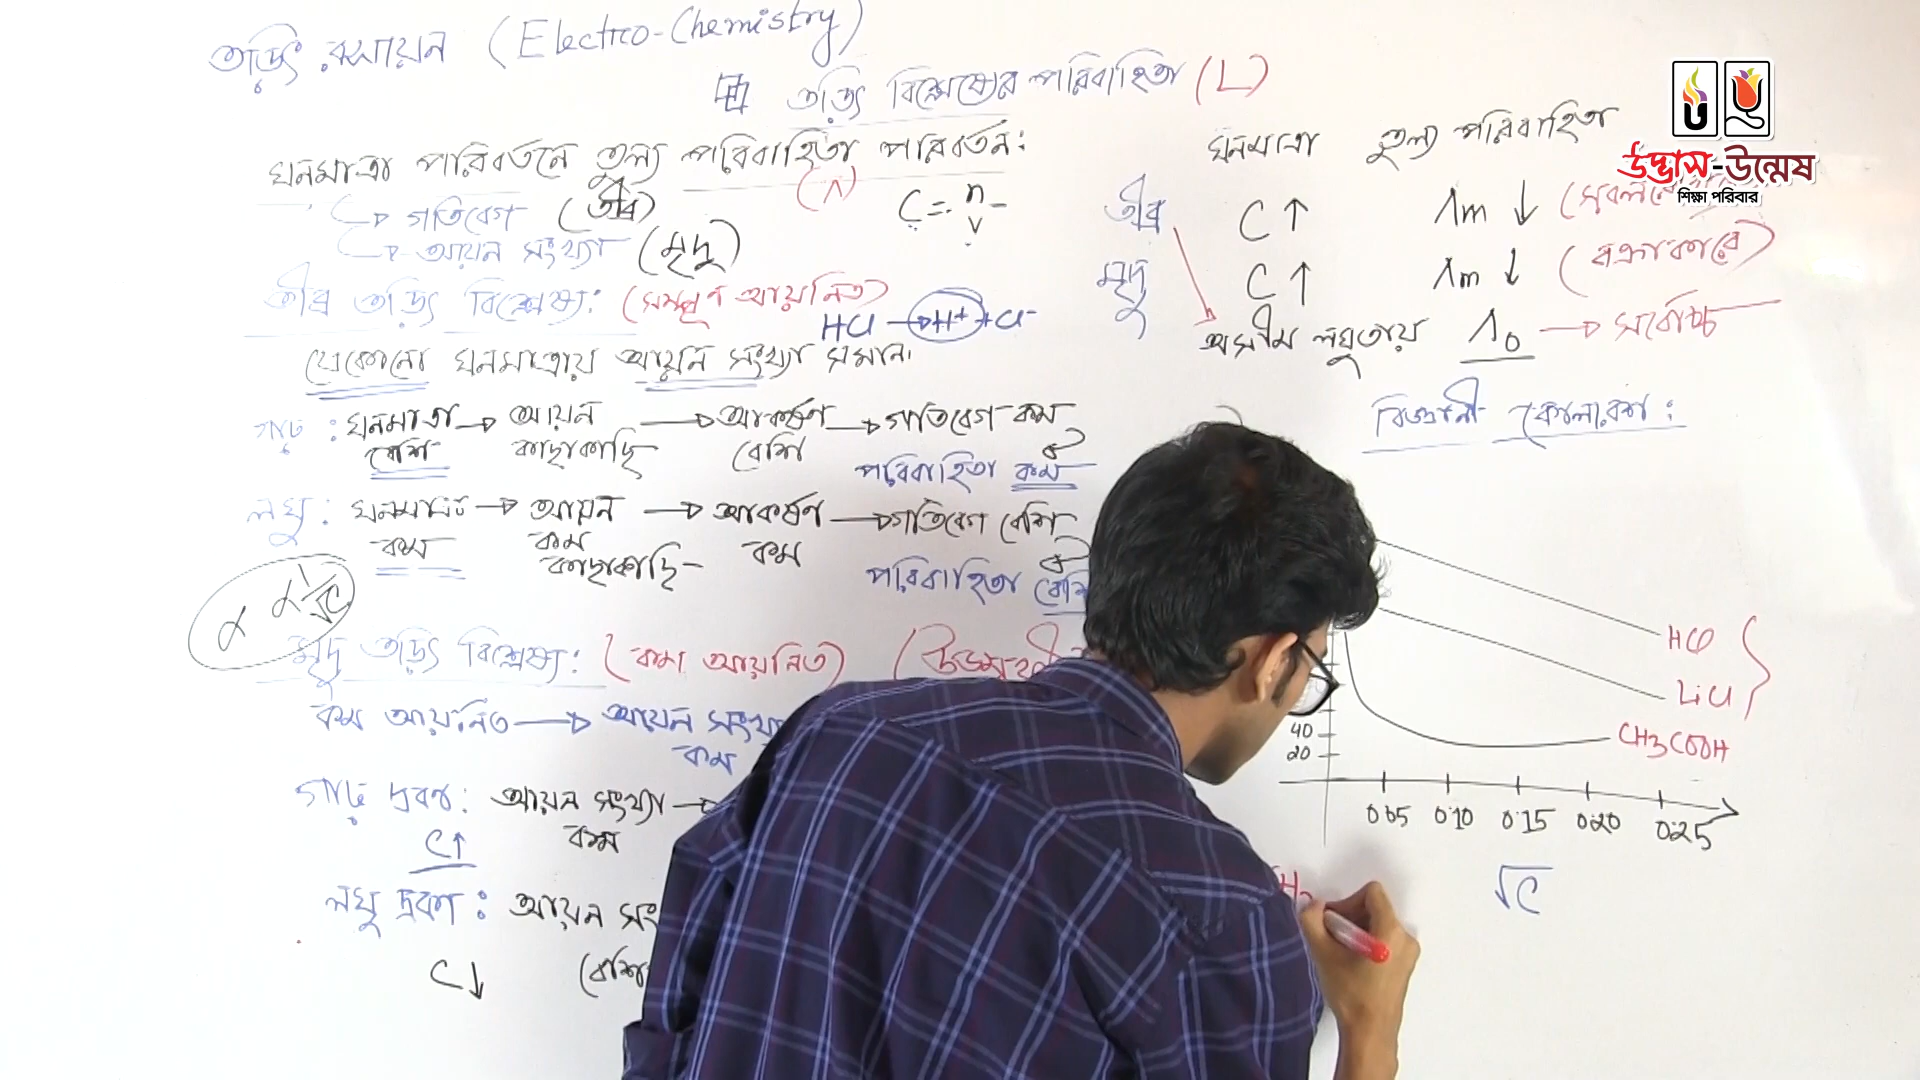 তড়িৎ রসায়ন (Electro-Chemistry)
তড়িৎ বিশ্লেষ্যের পরিবাহিতা (L)
ঘনমাত্রা পরিবর্তনে তুল্য পরিবাহিতা পরিবর্তন:
(Λ)
→ গতিবেগ (তীব্র)
→ আয়ন সংখ্যা (মৃদু)
C = n/V
তীব্র তড়িৎ বিশ্লেষ্য: (সম্পূর্ণ আয়নিত)
HCl → H+ + Cl-
যেকোনো ঘনমাত্রায় আয়ন সংখ্যা সমান।
গাঢ় : ঘনমাত্রা বেশি → আয়ন কাছাকাছি → আকর্ষণ বেশি → গতিবেগ কম
পরিবাহিতা কম
লঘু : ঘনমাত্রা কম → আয়ন কম কাছাকাছি → আকর্ষণ কম → গতিবেগ বেশি
পরিবাহিতা বেশি
α α 1/√C
মৃদু তড়িৎ বিশ্লেষ্য: (কম আয়নিত)
কম আয়নিত → আয়ন সংখ্যা কম
গাঢ় দ্রবণ: আয়ন সংখ্যা কম →
C↑
লঘু দ্রবণ : আয়ন সং
C↓ বেশি
ঘনমাত্রা তুল্য পরিবাহিতা
তীব্র C↑ Λm ↓
মৃদু C↑ Λm ↓ (বক্রাকারে)
অসীম লঘুতায় Λ0 → সর্বোচ্চ
বিজ্ঞানী কোলরাশ :
HCl
LiCl
CH3COOH
40
20
0.05 0.10 0.15 0.20 0.25
√C
উদ্ভাস-উন্মেষ
শিক্ষা পরিবার